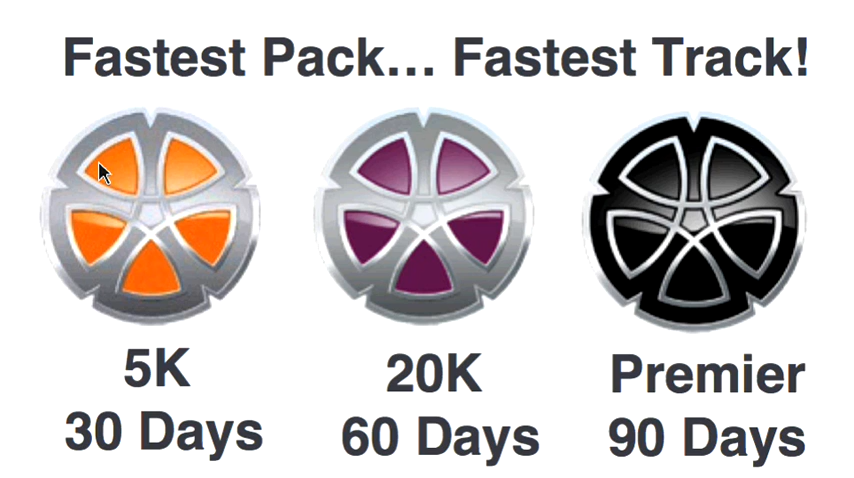 Fastest Pack... Fastest Track!
5K
30 Days
20K
60 Days
Premier
90 Days